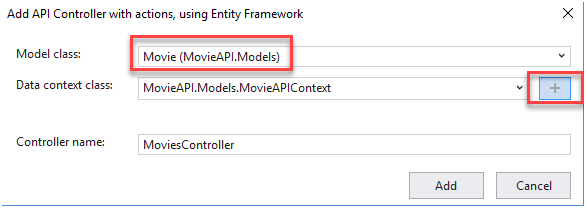 Add API Controller with actions, using Entity Framework
Model class: Movie (MovieAPI.Models)
Data context class: MovieAPI.Models.MovieAPIContext +
Controller name: MoviesController
Add Cancel